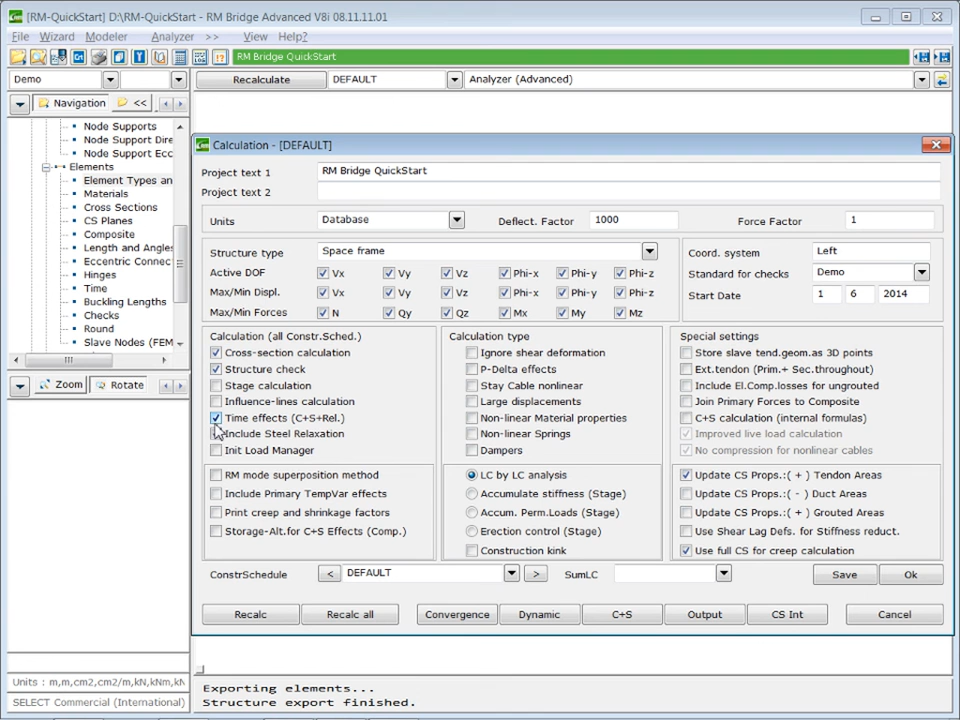 [RM-QuickStart] D:\RM-QuickStart - RM Bridge Advanced V8i 08.11.11.01
File Wizard Modeler Analyzer >> View Help?
RM Bridge QuickStart
Demo Recalculate DEFAULT Analyzer (Advanced)
Navigation <<
Node Supports
Node Support Dire
Node Support Ecc
Elements
Element Types an
Materials
Cross Sections
CS Planes
Composite
Length and Angles
Eccentric Connec
Hinges
Time
Buckling Lengths
Checks
Round
Slave Nodes (FEM
Zoom Rotate
Units : m,m,cm2,cm2/m,kN,kNm,kN
SELECT Commercial (International)
Calculation - [DEFAULT]
Project text 1 RM Bridge QuickStart
Project text 2
Units Database Deflect. Factor 1000 Force Factor 1
Structure type Space frame
Active DOF Vx Vy Vz Phi-x Phi-y Phi-z
Max/Min Displ. Vx Vy Vz Phi-x Phi-y Phi-z
Max/Min Forces N Qy Qz Mx My Mz
Coord. system Left
Standard for checks Demo
Start Date 1 6 2014
Calculation (all Constr.Sched.)
Cross-section calculation
Structure check
Stage calculation
Influence-lines calculation
Time effects (C+S+Rel.)
Include Steel Relaxation
Init Load Manager
RM mode superposition method
Include Primary TempVar effects
Print creep and shrinkage factors
Storage-Alt.for C+S Effects (Comp.)
Calculation type
Ignore shear deformation
P-Delta effects
Stay Cable nonlinear
Large displacements
Non-linear Material properties
Non-linear Springs
Dampers
LC by LC analysis
Accumulate stiffness (Stage)
Accum. Perm.Loads (Stage)
Erection control (Stage)
Construction kink
Special settings
Store slave tend.geom.as 3D points
Ext.tendon (Prim.+ Sec.throughout)
Include El.Comp.losses for ungrouted
Join Primary Forces to Composite
C+S calculation (internal formulas)
Improved live load calculation
No compression for nonlinear cables
Update CS Props.:( + ) Tendon Areas
Update CS Props.:( - ) Duct Areas
Update CS Props.:( + ) Grouted Areas
Use Shear Lag Defs. for Stiffness reduct.
Use full CS for creep calculation
ConstrSchedule < DEFAULT > SumLC Save Ok
Recalc Recalc all Convergence Dynamic C+S Output CS Int Cancel
Exporting elements...
Structure export finished.